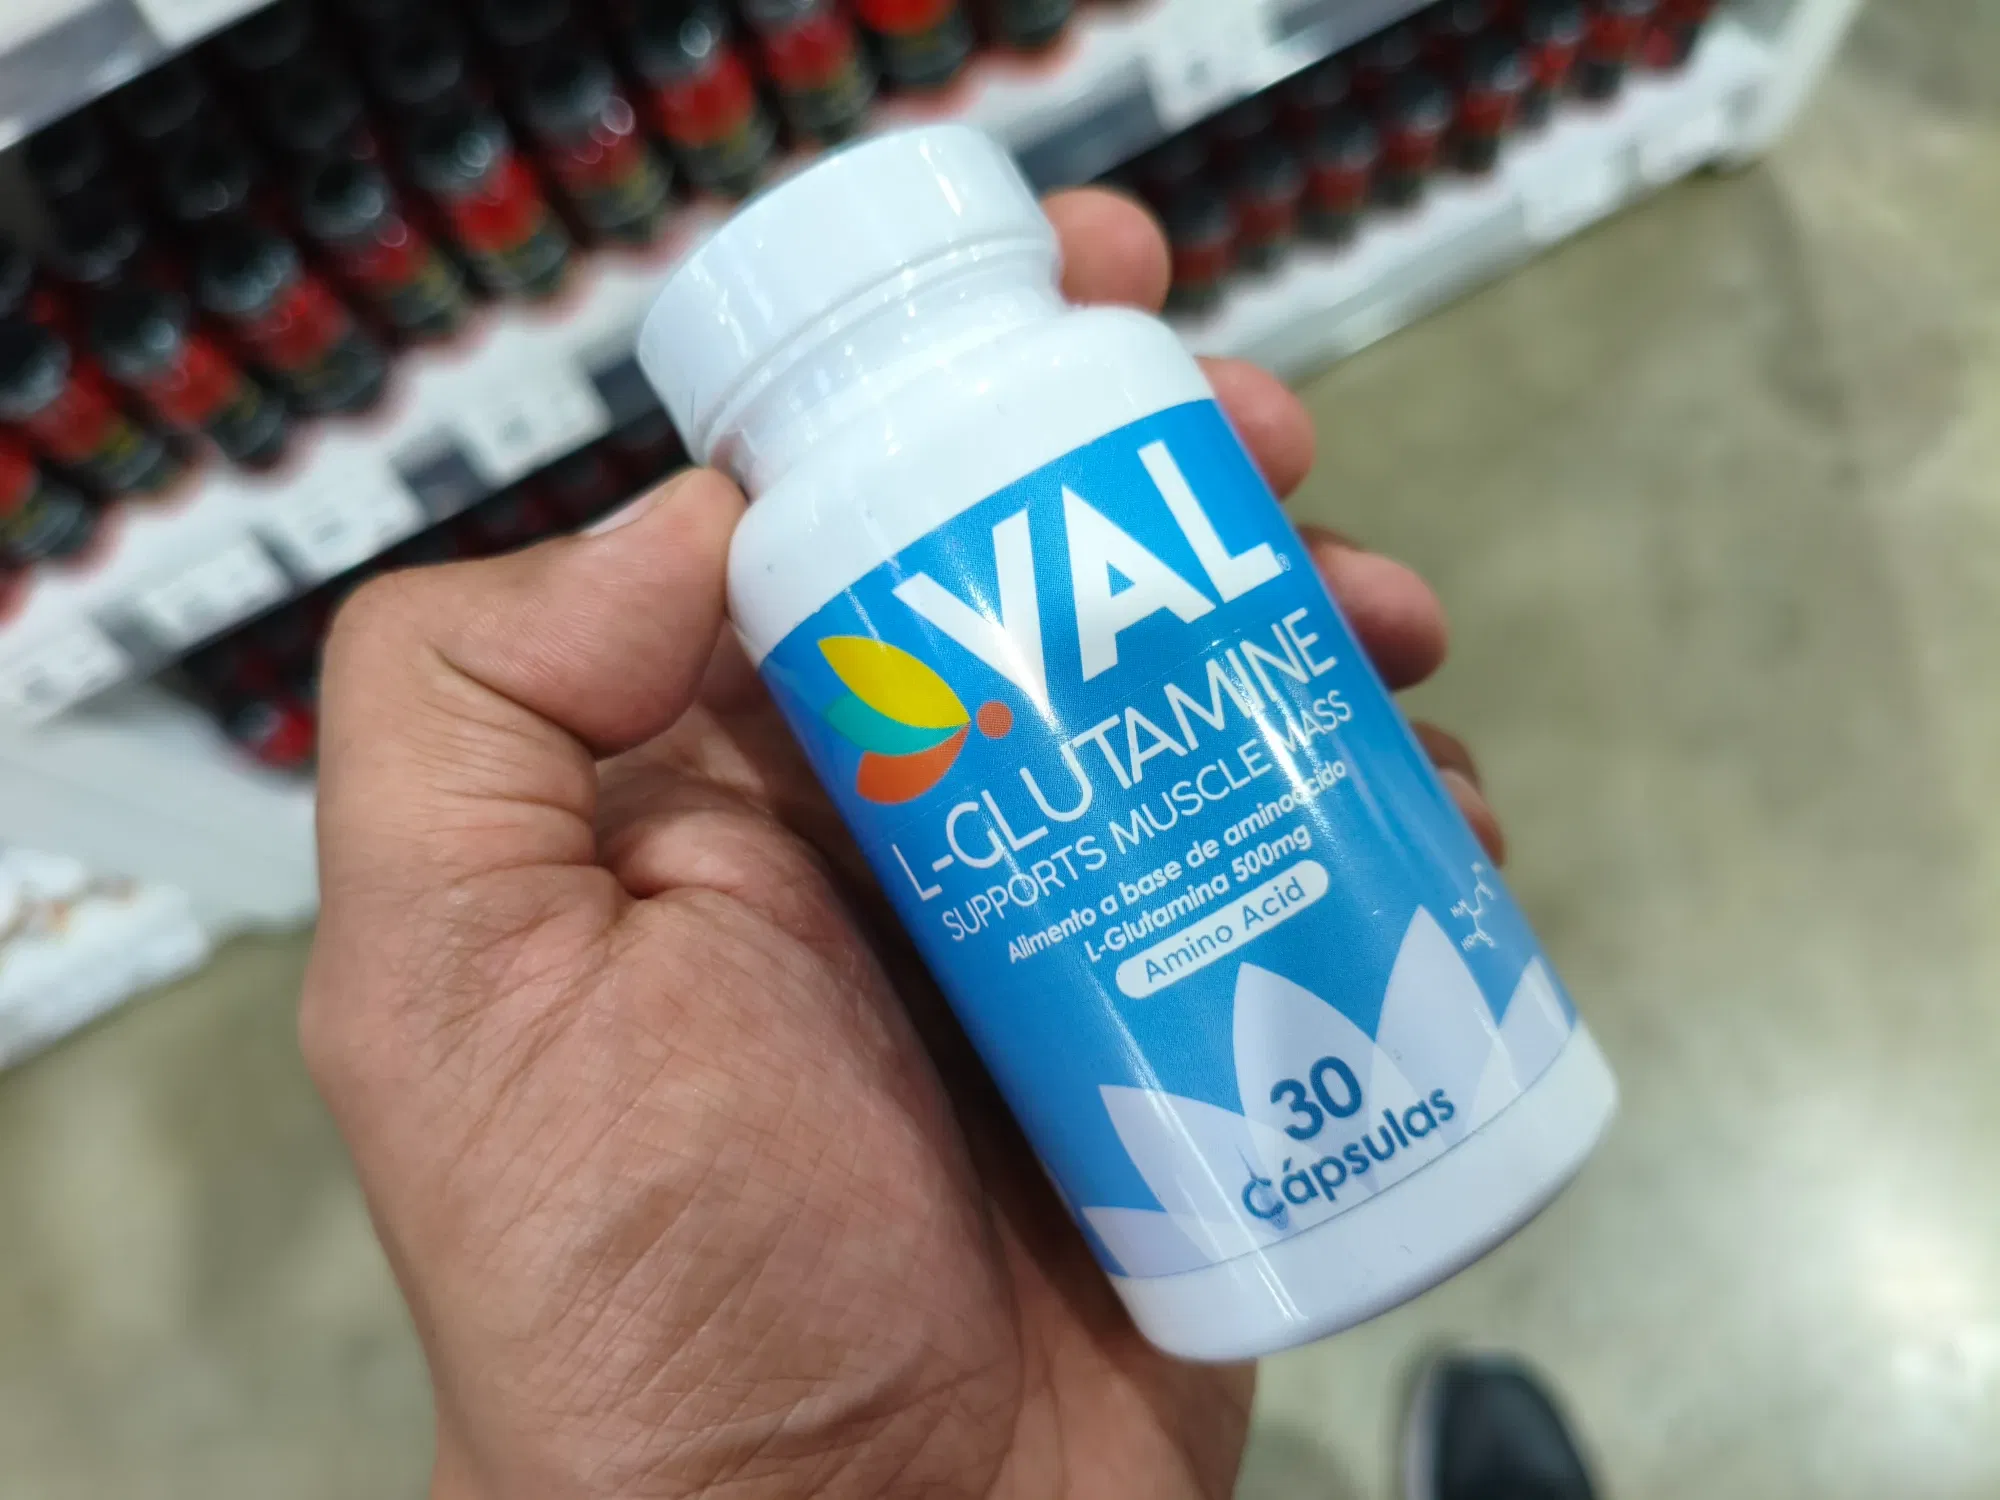 VAL®
L-GLUTAMINE
SUPPORTS MUSCLE MASS
Alimento a base de aminoácido
L-Glutamina 500mg
Amino Acid
30
Cápsulas